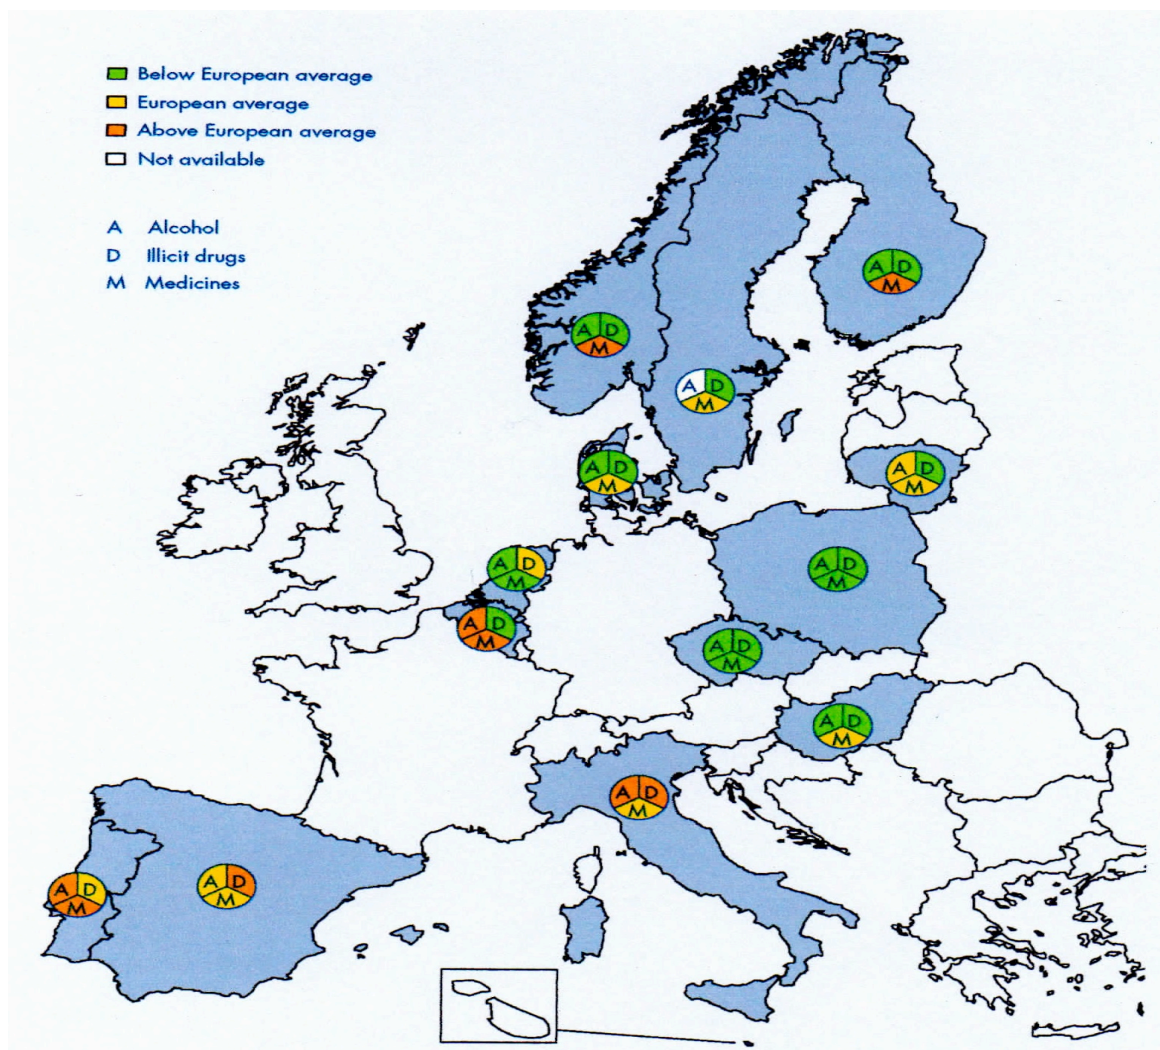 Below European average
European average
Above European average
Not available
A Alcohol
D Illicit drugs
M Medicines
A D
M
A D
M
A D
M
A D
M
A D
M
A D
M
A D
M
A D
M
A D
M
A D
M
A D
M
A D
M
A D
M